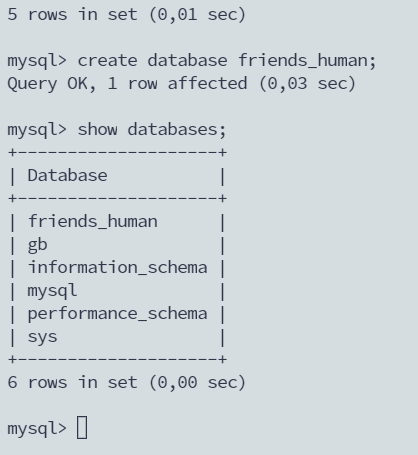 5 rows in set (0,01 sec)
mysql> create database friends_human;
Query OK, 1 row affected (0,03 sec)
mysql> show databases;
+--------------------+
| Database           |
+--------------------+
| friends_human      |
| gb                 |
| information_schema |
| mysql              |
| performance_schema |
| sys                |
+--------------------+
6 rows in set (0,00 sec)
mysql>